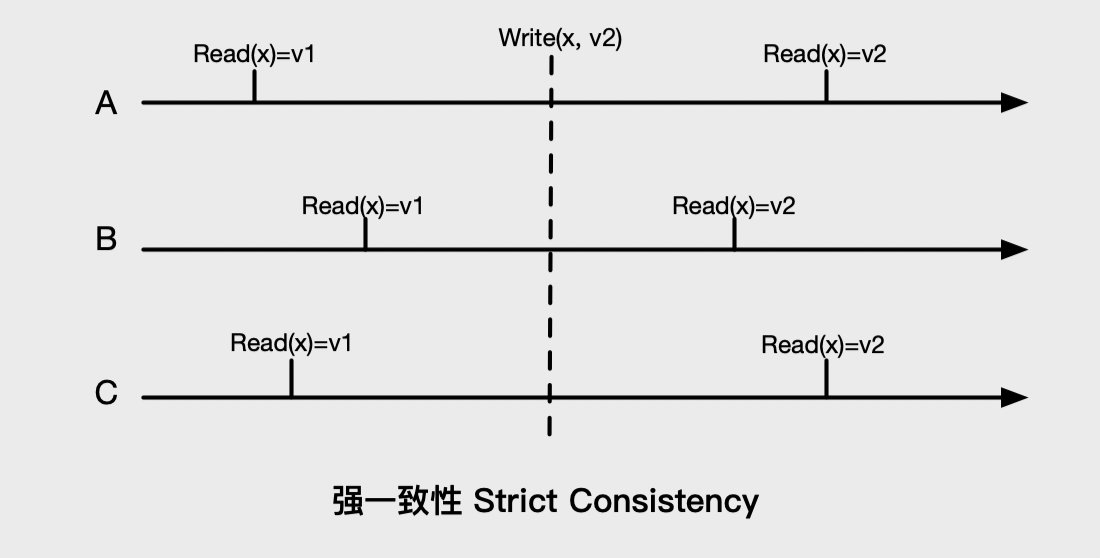 Write(x, v2)
Read(x)=v1
Read(x)=v2
A
Read(x)=v1
Read(x)=v2
B
Read(x)=v1
Read(x)=v2
C
强一致性 Strict Consistency